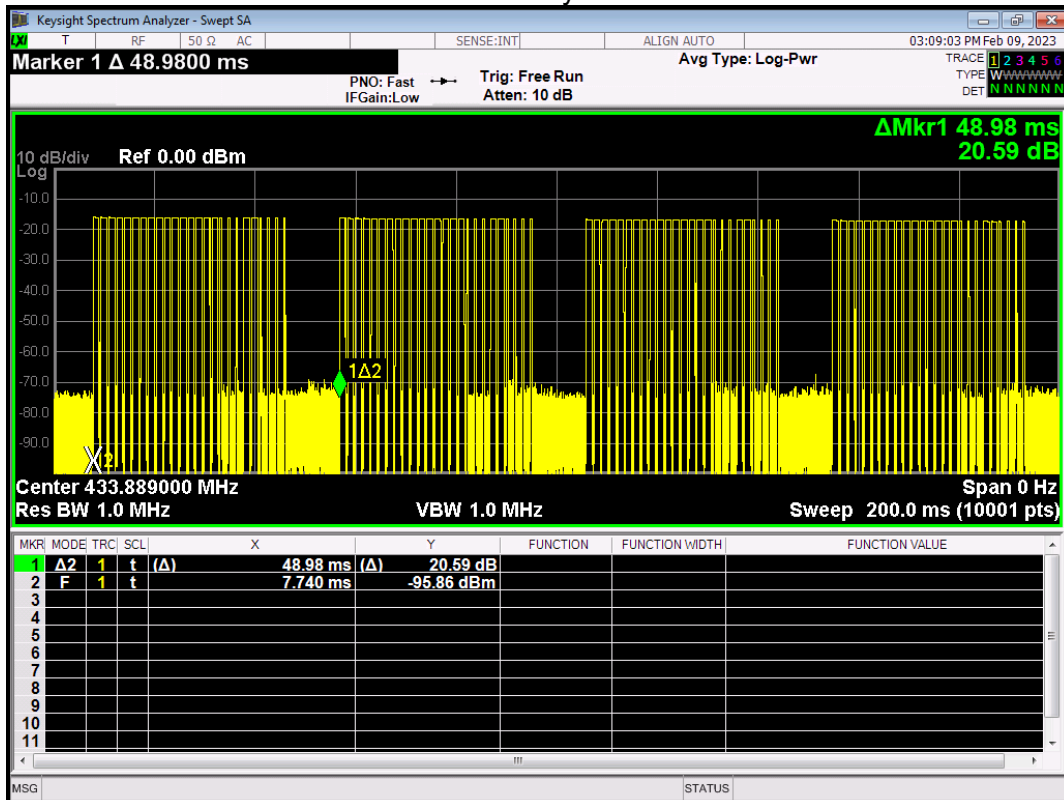 Keysight Spectrum Analyzer - Swept SA
LXI T RF 50 Ω AC SENSE:INT ALIGN AUTO 03:09:03 PM Feb 09, 2023
Marker 1 Δ 48.9800 ms Avg Type: Log-Pwr TRACE 1 2 3 4 5 6
PNO: Fast Trig: Free Run TYPE WWWWWW
IFGain:Low Atten: 10 dB DET N N N N N N
ΔMkr1 48.98 ms
10 dB/div Ref 0.00 dBm 20.59 dB
Log
-10.0
-20.0
-30.0
-40.0
-50.0
-60.0
1Δ2
-70.0
-80.0
-90.0
2
Center 433.889000 MHz Span 0 Hz
Res BW 1.0 MHz VBW 1.0 MHz Sweep 200.0 ms (10001 pts)
MKR MODE TRC SCL X Y FUNCTION FUNCTION WIDTH FUNCTION VALUE
1 Δ2 1 t (Δ) 48.98 ms (Δ) 20.59 dB
2 F 1 t 7.740 ms -95.86 dBm
3
4
5
6
7
8
9
10
11
MSG STATUS